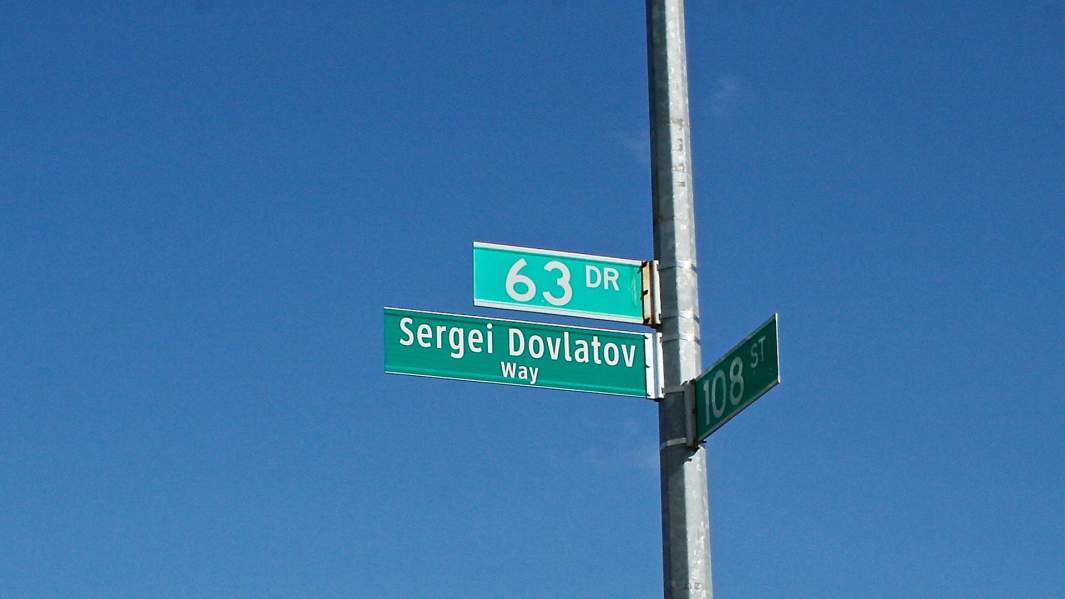 63 DR
Sergei Dovlatov
Way
108 ST